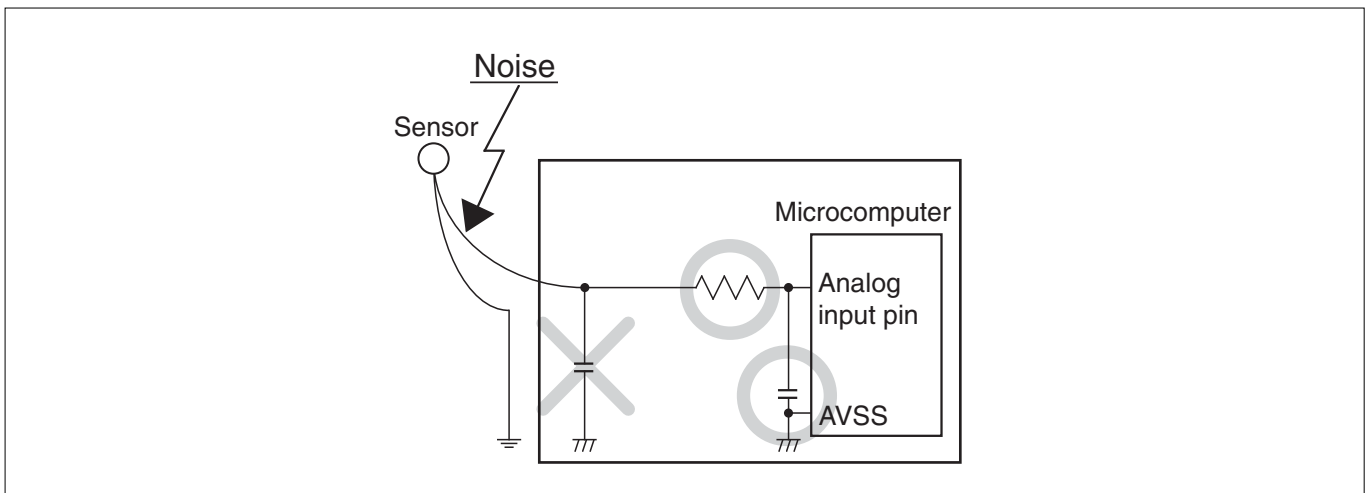 Noise
Sensor
Microcomputer
Analog
input pin
AVSS